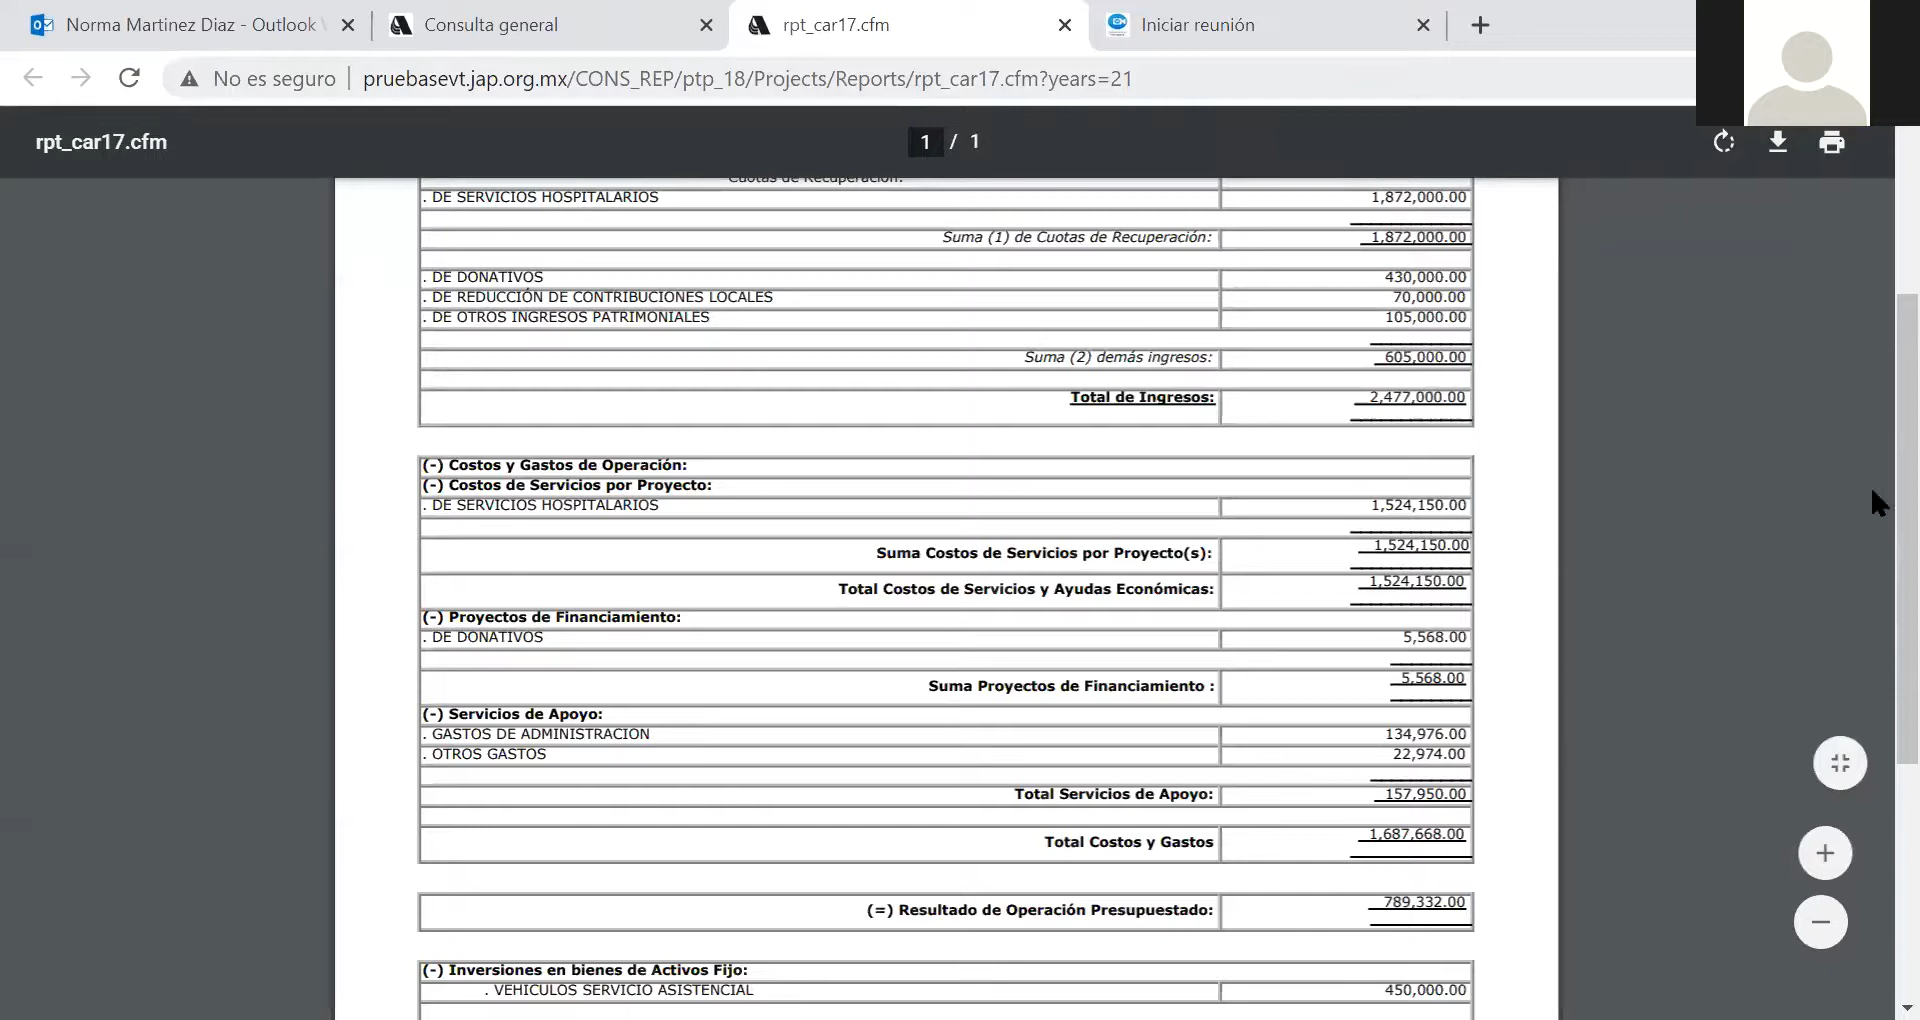 Norma Martinez Diaz - Outlook
Consulta general
rpt_car17.cfm
Iniciar reunión
No es seguro
pruebasevt.jap.org.mx/CONS_REP/ptp_18/Projects/Reports/rpt_car17.cfm?years=21
rpt_car17.cfm
1 / 1
Cuotas de Recuperación:
. DE SERVICIOS HOSPITALARIOS 1,872,000.00
Suma (1) de Cuotas de Recuperación: 1,872,000.00
. DE DONATIVOS 430,000.00
. DE REDUCCIÓN DE CONTRIBUCIONES LOCALES 70,000.00
. DE OTROS INGRESOS PATRIMONIALES 105,000.00
Suma (2) demás ingresos: 605,000.00
Total de Ingresos: 2,477,000.00
(-) Costos y Gastos de Operación:
(-) Costos de Servicios por Proyecto:
. DE SERVICIOS HOSPITALARIOS 1,524,150.00
Suma Costos de Servicios por Proyecto(s): 1,524,150.00
Total Costos de Servicios y Ayudas Económicas: 1,524,150.00
(-) Proyectos de Financiamiento:
. DE DONATIVOS 5,568.00
Suma Proyectos de Financiamiento : 5,568.00
(-) Servicios de Apoyo:
. GASTOS DE ADMINISTRACION 134,976.00
. OTROS GASTOS 22,974.00
Total Servicios de Apoyo: 157,950.00
Total Costos y Gastos 1,687,668.00
(=) Resultado de Operación Presupuestado: 789,332.00
(-) Inversiones en bienes de Activos Fijo:
. VEHICULOS SERVICIO ASISTENCIAL 450,000.00